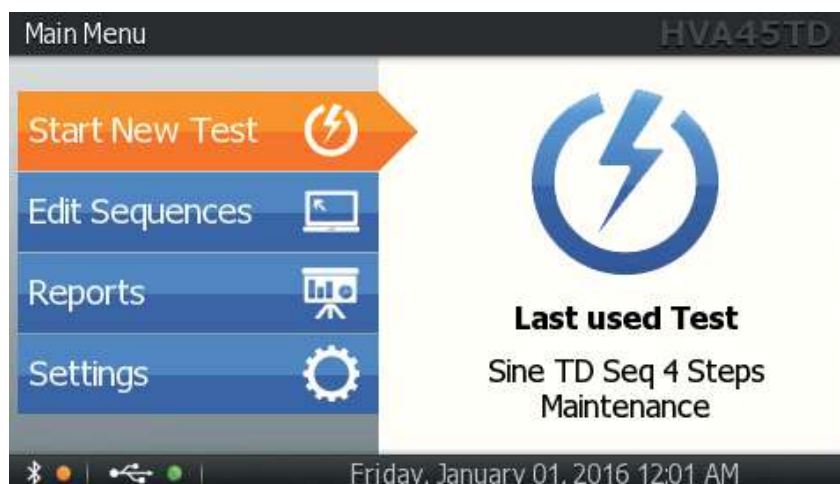 Main Menu
HVA45TD
Start New Test
Edit Sequences
Reports
Settings
Last used Test
Sine TD Seq 4 Steps
Maintenance
Friday, January 01, 2016 12:01 AM